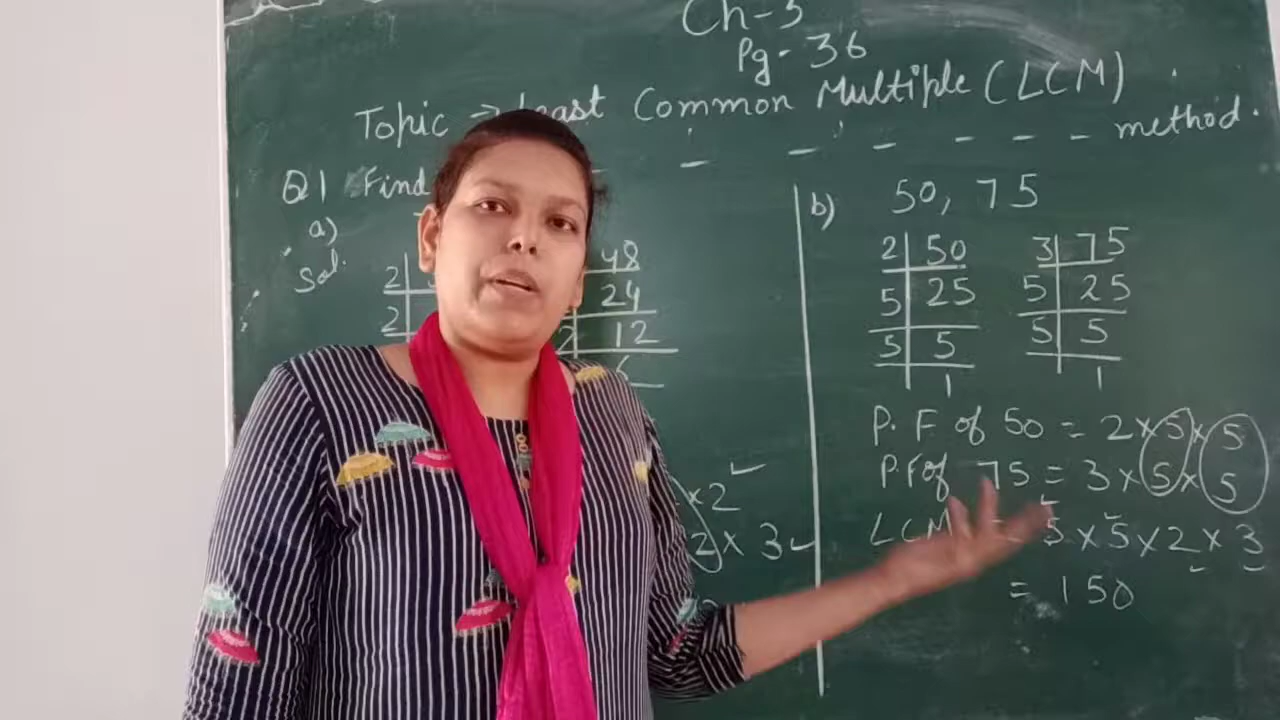 Ch-3
Pg- 36
Topic → Least Common Multiple (LCM)
method.
Q1 Find
a)
Sol.
2
2
48
24
2 12
6
×2
2× 3
b) 50, 75
2 50
5 25
5 5
1
3 75
5 25
5 5
1
P. F of 50 = 2×5×5
P.F of 75 = 3×5×5
LCM = 5×5×2×3
= 150